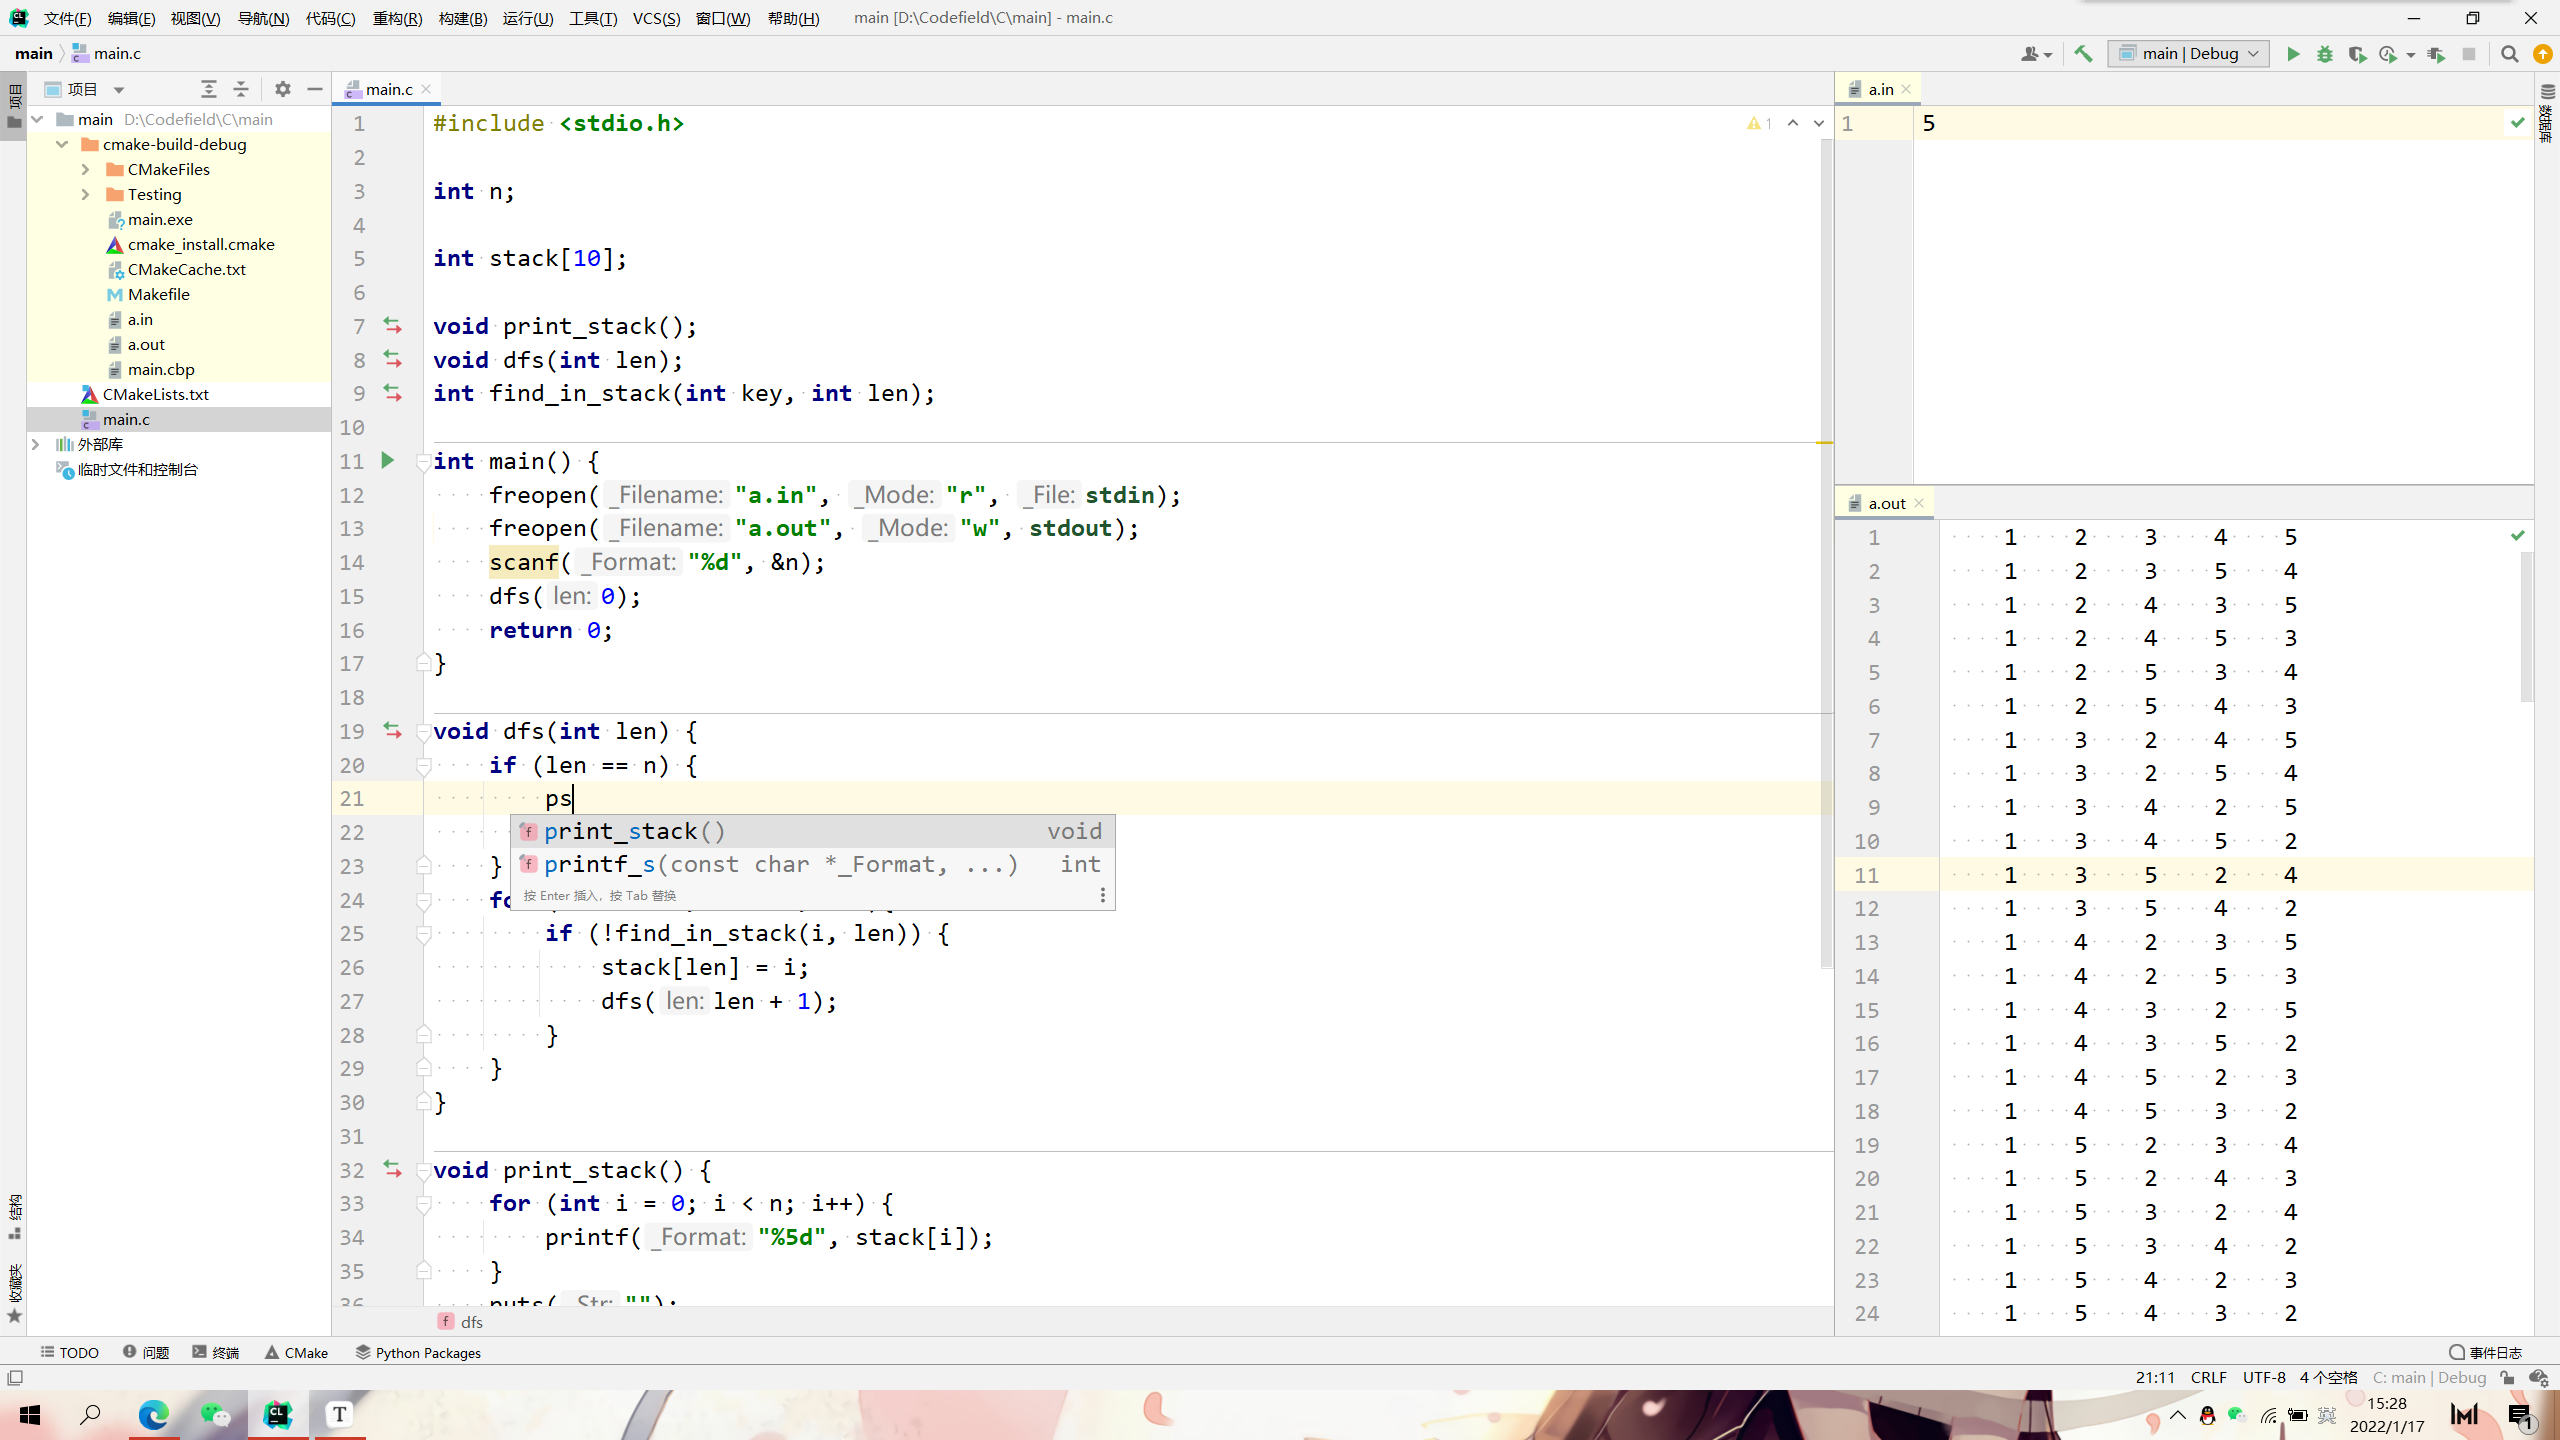 文件(F) 编辑(E) 视图(V) 导航(N) 代码(C) 重构(R) 构建(B) 运行(U) 工具(T) VCS(S) 窗口(W) 帮助(H) main [D:\Codefield\C\main] - main.c
main main.c
main | Debug
项目
项目
main D:\Codefield\C\main
cmake-build-debug
CMakeFiles
Testing
main.exe
cmake_install.cmake
CMakeCache.txt
Makefile
a.in
a.out
main.cbp
CMakeLists.txt
main.c
外部库
临时文件和控制台
结构
收藏夹
main.c
1
1 #include <stdio.h>
2
3 int n;
4
5 int stack[10];
6
7 void print_stack();
8 void dfs(int len);
9 int find_in_stack(int key, int len);
10
11 int main() {
12 freopen( _Filename: "a.in", _Mode: "r", _File: stdin);
13 freopen( _Filename: "a.out", _Mode: "w", stdout);
14 scanf( _Format: "%d", &n);
15 dfs( len: 0);
16 return 0;
17 }
18
19 void dfs(int len) {
20 if (len == n) {
21 ps
22
print_stack() void
printf_s(const char *_Format, ...) int
按 Enter 插入，按 Tab 替换
23 }
24
25 if (!find_in_stack(i, len)) {
26 stack[len] = i;
27 dfs( len: len + 1);
28 }
29 }
30 }
31
32 void print_stack() {
33 for (int i = 0; i < n; i++) {
34 printf( _Format: "%5d", stack[i]);
35 }
36 puts( _Str: "");
dfs
a.in
1 5
a.out
1 1 2 3 4 5
2 1 2 3 5 4
3 1 2 4 3 5
4 1 2 4 5 3
5 1 2 5 3 4
6 1 2 5 4 3
7 1 3 2 4 5
8 1 3 2 5 4
9 1 3 4 2 5
10 1 3 4 5 2
11 1 3 5 2 4
12 1 3 5 4 2
13 1 4 2 3 5
14 1 4 2 5 3
15 1 4 3 2 5
16 1 4 3 5 2
17 1 4 5 2 3
18 1 4 5 3 2
19 1 5 2 3 4
20 1 5 2 4 3
21 1 5 3 2 4
22 1 5 3 4 2
23 1 5 4 2 3
24 1 5 4 3 2
数据库
TODO 问题 终端 CMake Python Packages 事件日志
21:11 CRLF UTF-8 4 个空格 C: main | Debug
CL T 英 15:28
2022/1/17 1